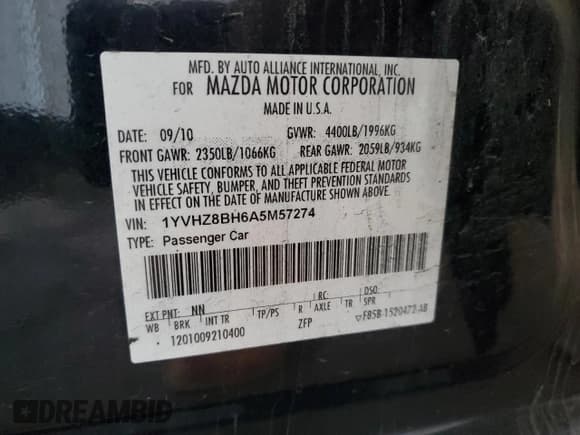 MFD. BY AUTO ALLIANCE INTERNATIONAL, INC.
FOR MAZDA MOTOR CORPORATION
MADE IN U.S.A.
DATE: 09/10 GVWR: 4400LB/1996KG
FRONT GAWR: 2350LB/1066KG REAR GAWR: 2059LB/934KG
THIS VEHICLE CONFORMS TO ALL APPLICABLE FEDERAL MOTOR
VEHICLE SAFETY, BUMPER, AND THEFT PREVENTION STANDARDS
IN EFFECT ON THE DATE OF MANUFACTURE SHOWN ABOVE.
VIN: 1YVHZ8BH6A5M57274
TYPE: Passenger Car
EXT PNT: NN RC: DSO:
WB BRK INT TR TP/PS R AXLE TR SPR
1201009210400 ZFP F85B-1520472-AB
DREAMBID